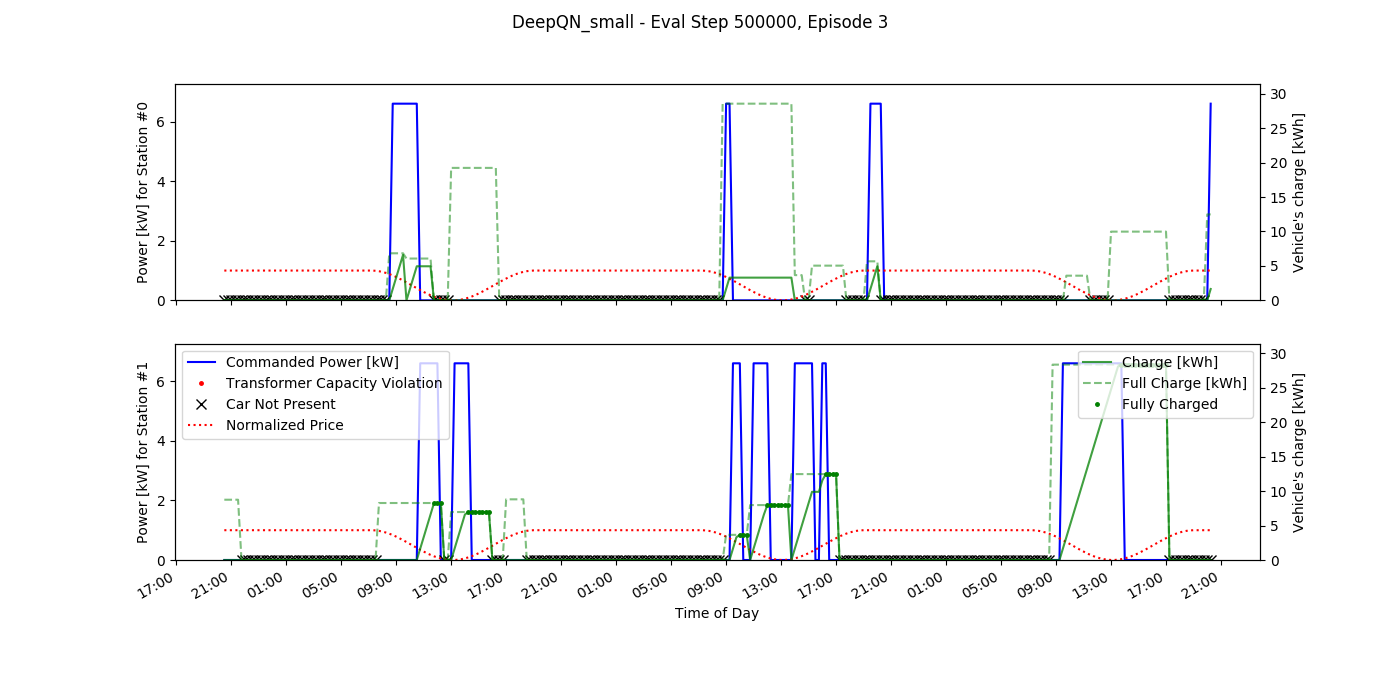 DeepQN_small - Eval Step 500000, Episode 3
Power [kW] for Station #0
6
4
2
0
30
25
20
15
10
5
0
Vehicle's charge [kWh]
Power [kW] for Station #1
6
4
2
0
Commanded Power [kW]
Transformer Capacity Violation
Car Not Present
Normalized Price
Charge [kWh]
Full Charge [kWh]
Fully Charged
30
25
20
15
10
5
0
Vehicle's charge [kWh]
17:00 21:00 01:00 05:00 09:00 13:00 17:00 21:00 01:00 05:00 09:00 13:00 17:00 21:00 01:00 05:00 09:00 13:00 17:00 21:00
Time of Day